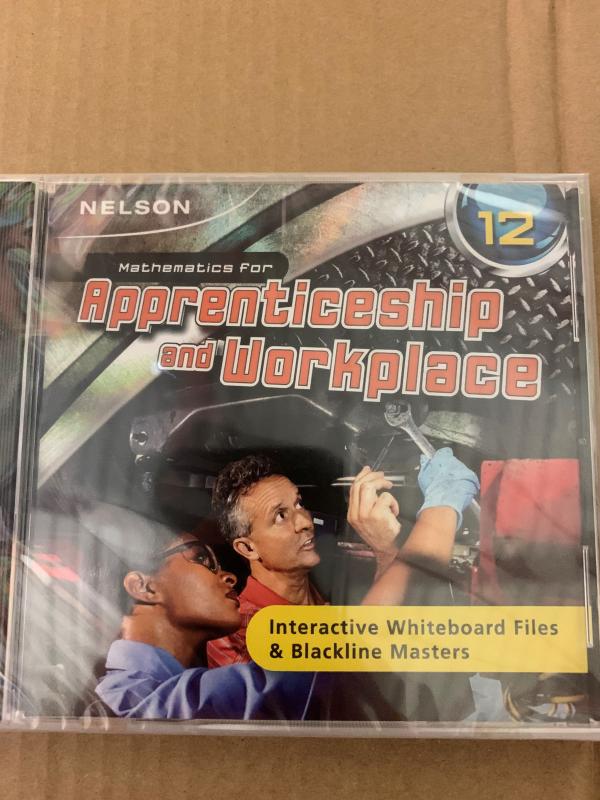 NELSON
12
Mathematics for
Apprenticeship
and Workplace
Interactive Whiteboard Files
& Blackline Masters